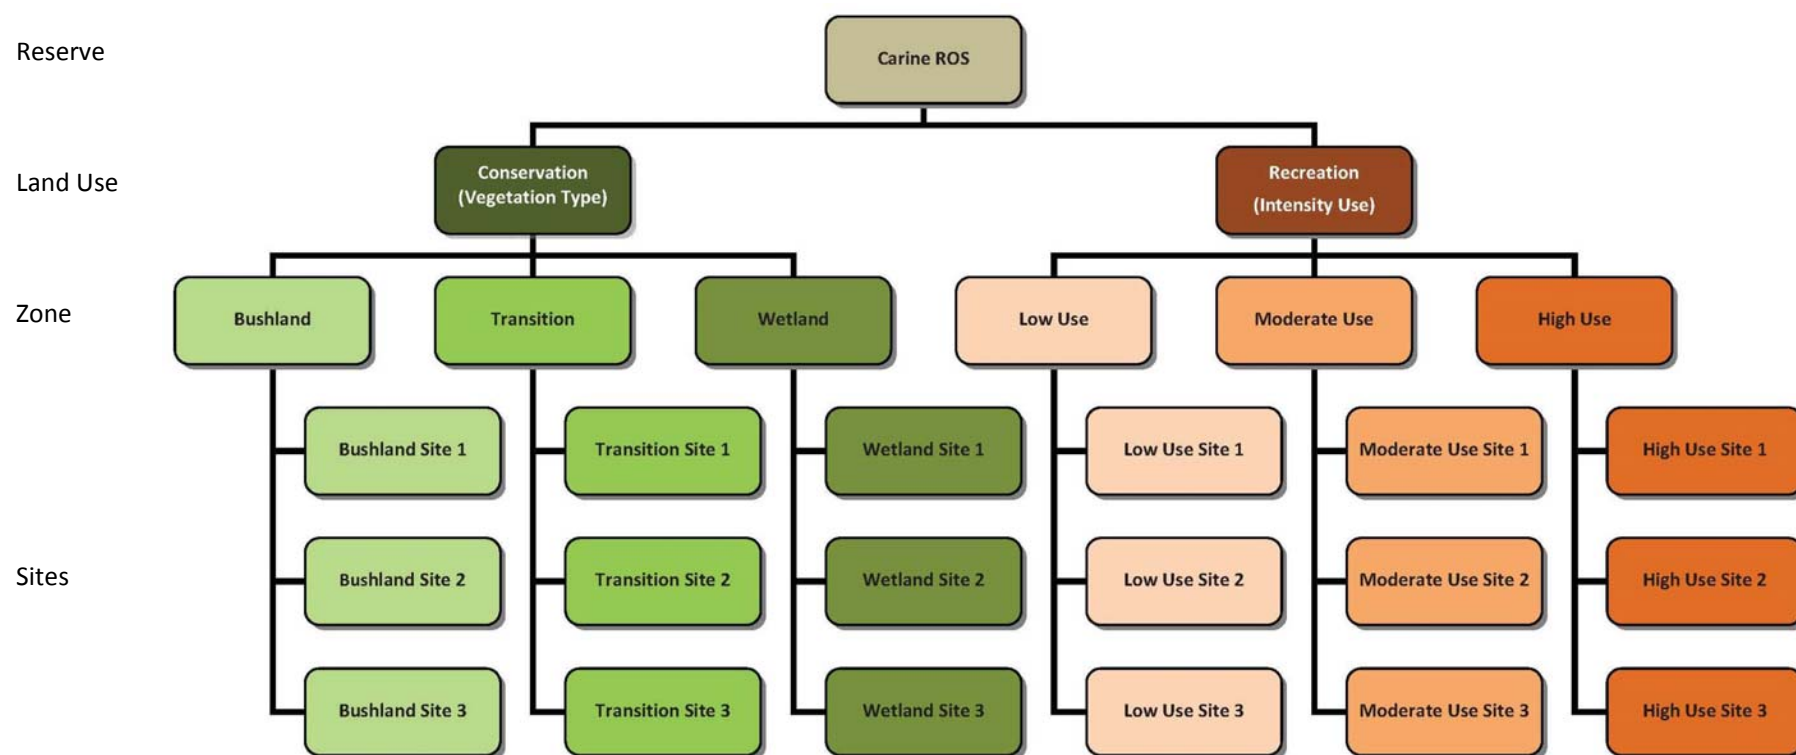 Reserve
Carine ROS
Land Use
Conservation
(Vegetation Type)
Recreation
(Intensity Use)
Zone
Bushland
Transition
Wetland
Low Use
Moderate Use
High Use
Sites
Bushland Site 1
Transition Site 1
Wetland Site 1
Low Use Site 1
Moderate Use Site 1
High Use Site 1
Bushland Site 2
Transition Site 2
Wetland Site 2
Low Use Site 2
Moderate Use Site 2
High Use Site 2
Bushland Site 3
Transition Site 3
Wetland Site 3
Low Use Site 3
Moderate Use Site 3
High Use Site 3